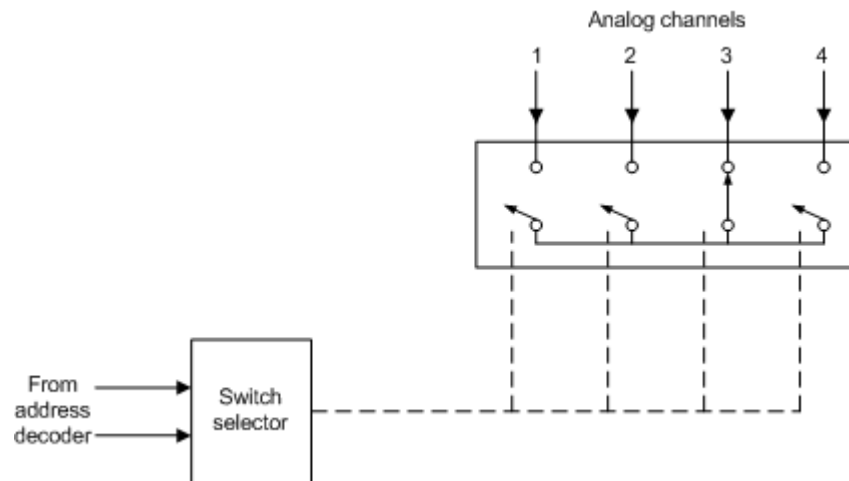 Analog channels
1 2 3 4
From
address
decoder
Switch
selector